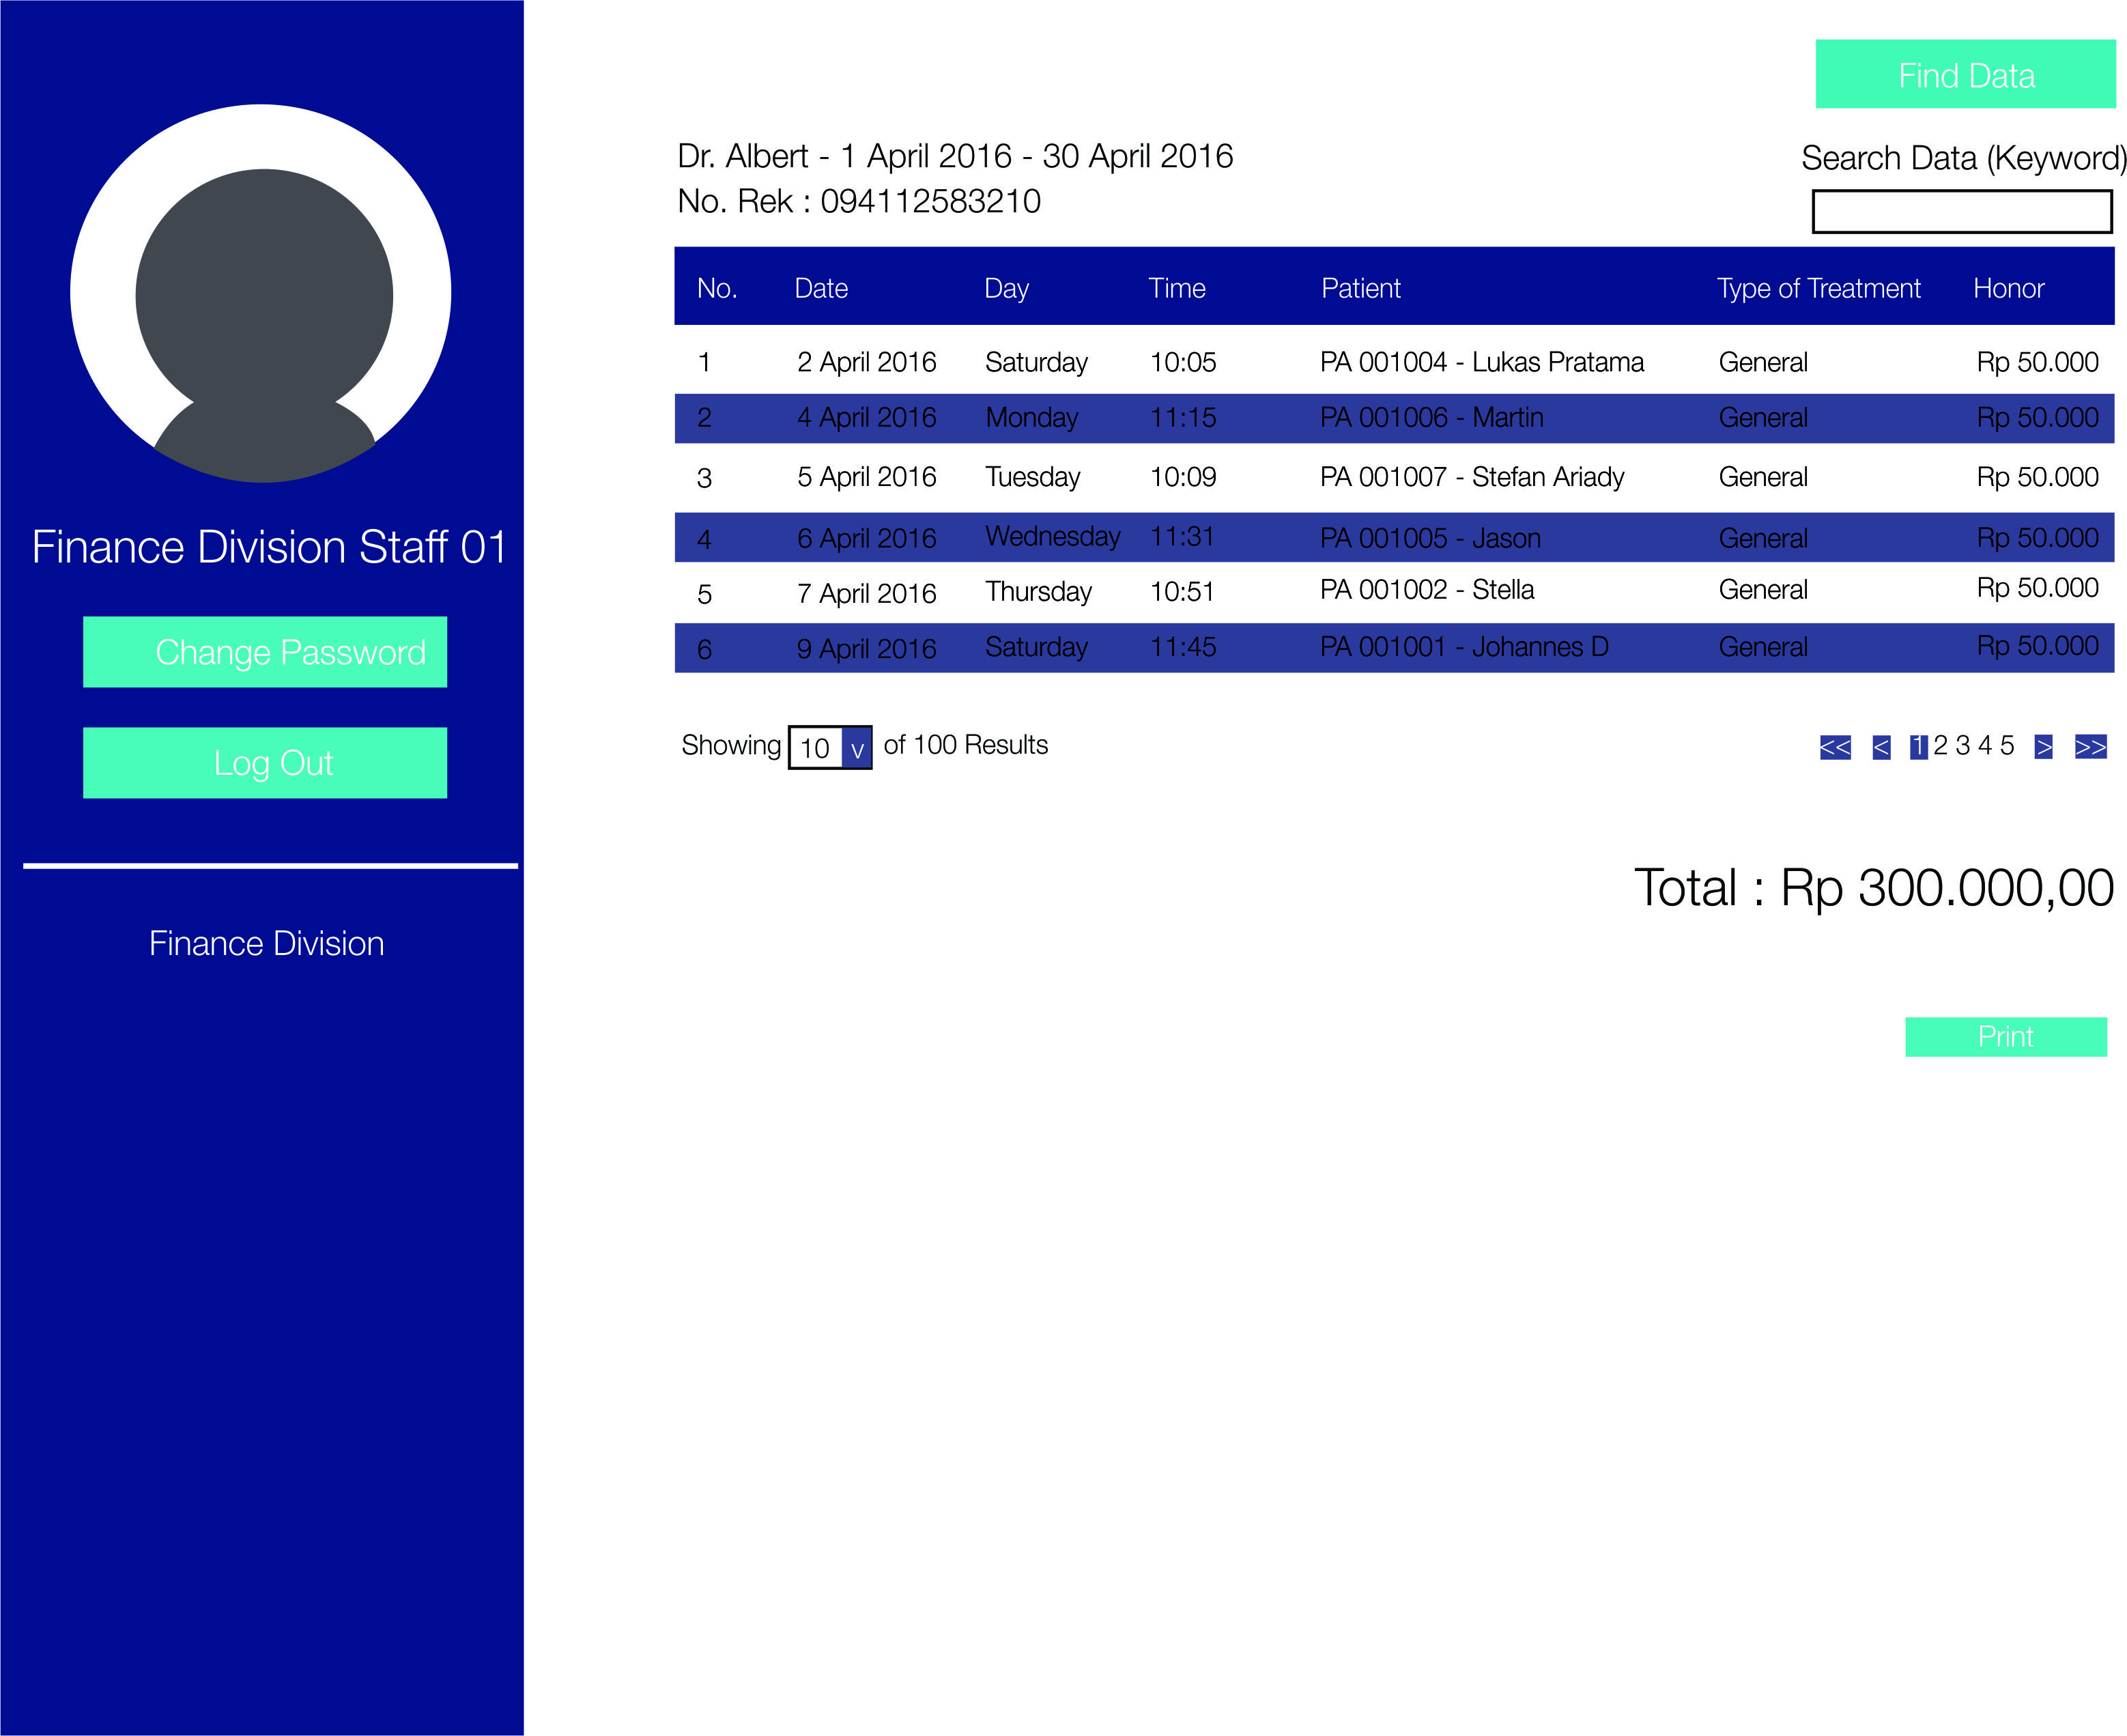 Find Data
Dr. Albert - 1 April 2016 - 30 April 2016
No. Rek : 094112583210
Search Data (Keyword)
Finance Division Staff 01
Change Password
Log Out
Finance Division
No. Date Day Time Patient Type of Treatment Honor
1 2 April 2016 Saturday 10:05 PA 001004 - Lukas Pratama General Rp 50.000
2 4 April 2016 Monday 11:15 PA 001006 - Martin General Rp 50.000
3 5 April 2016 Tuesday 10:09 PA 001007 - Stefan Ariady General Rp 50.000
4 6 April 2016 Wednesday 11:31 PA 001005 - Jason General Rp 50.000
5 7 April 2016 Thursday 10:51 PA 001002 - Stella General Rp 50.000
6 9 April 2016 Saturday 11:45 PA 001001 - Johannes D General Rp 50.000
Showing 10 v of 100 Results
<< < 1 2 3 4 5 > >>
Total : Rp 300.000,00
Print